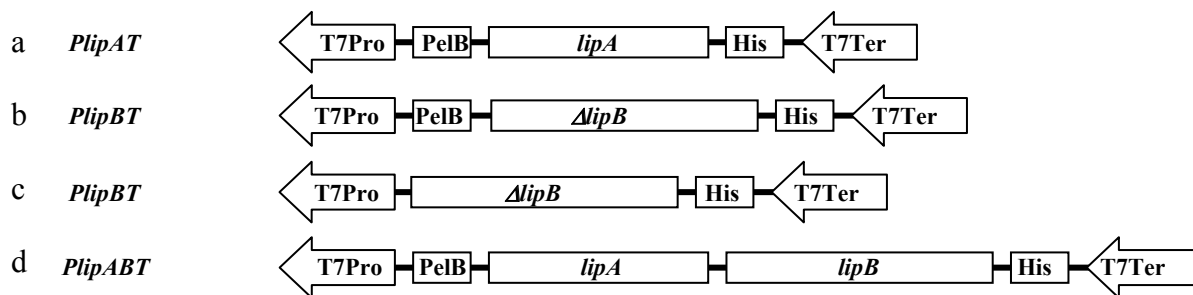 a PlipAT T7Pro PelB lipA His T7Ter
b PlipBT T7Pro PelB ΔlipB His T7Ter
c PlipBT T7Pro ΔlipB His T7Ter
d PlipABT T7Pro PelB lipA lipB His T7Ter